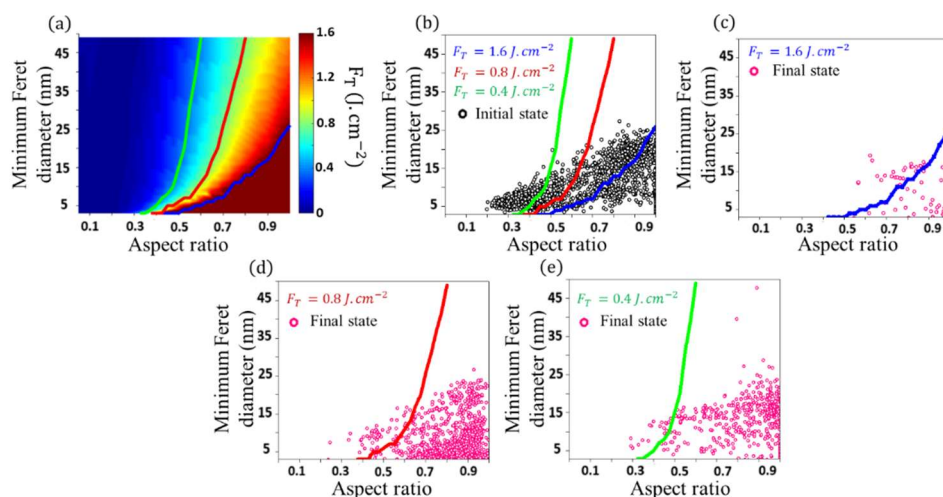 (a)
Minimum Feret
diameter (nm)
45
35
25
15
5
0.1 0.3 0.5 0.7 0.9
Aspect ratio
1.6
1.2
0.8
0.4
0
F_T (J.cm⁻²)
(b)
Minimum Feret
diameter (nm)
45
35
25
15
5
F_T = 1.6 J.cm⁻²
F_T = 0.8 J.cm⁻²
F_T = 0.4 J.cm⁻²
Initial state
0.1 0.3 0.5 0.7 0.9
Aspect ratio
(c)
Minimum Feret
diameter (nm)
45
35
25
15
5
F_T = 1.6 J.cm⁻²
Final state
0.1 0.3 0.5 0.7 0.9
Aspect ratio
(d)
Minimum Feret
diameter (nm)
45
35
25
15
5
F_T = 0.8 J.cm⁻²
Final state
0.1 0.3 0.5 0.7 0.9
Aspect ratio
(e)
Minimum Feret
diameter (nm)
45
35
25
15
5
F_T = 0.4 J.cm⁻²
Final state
0.1 0.3 0.5 0.7 0.9
Aspect ratio